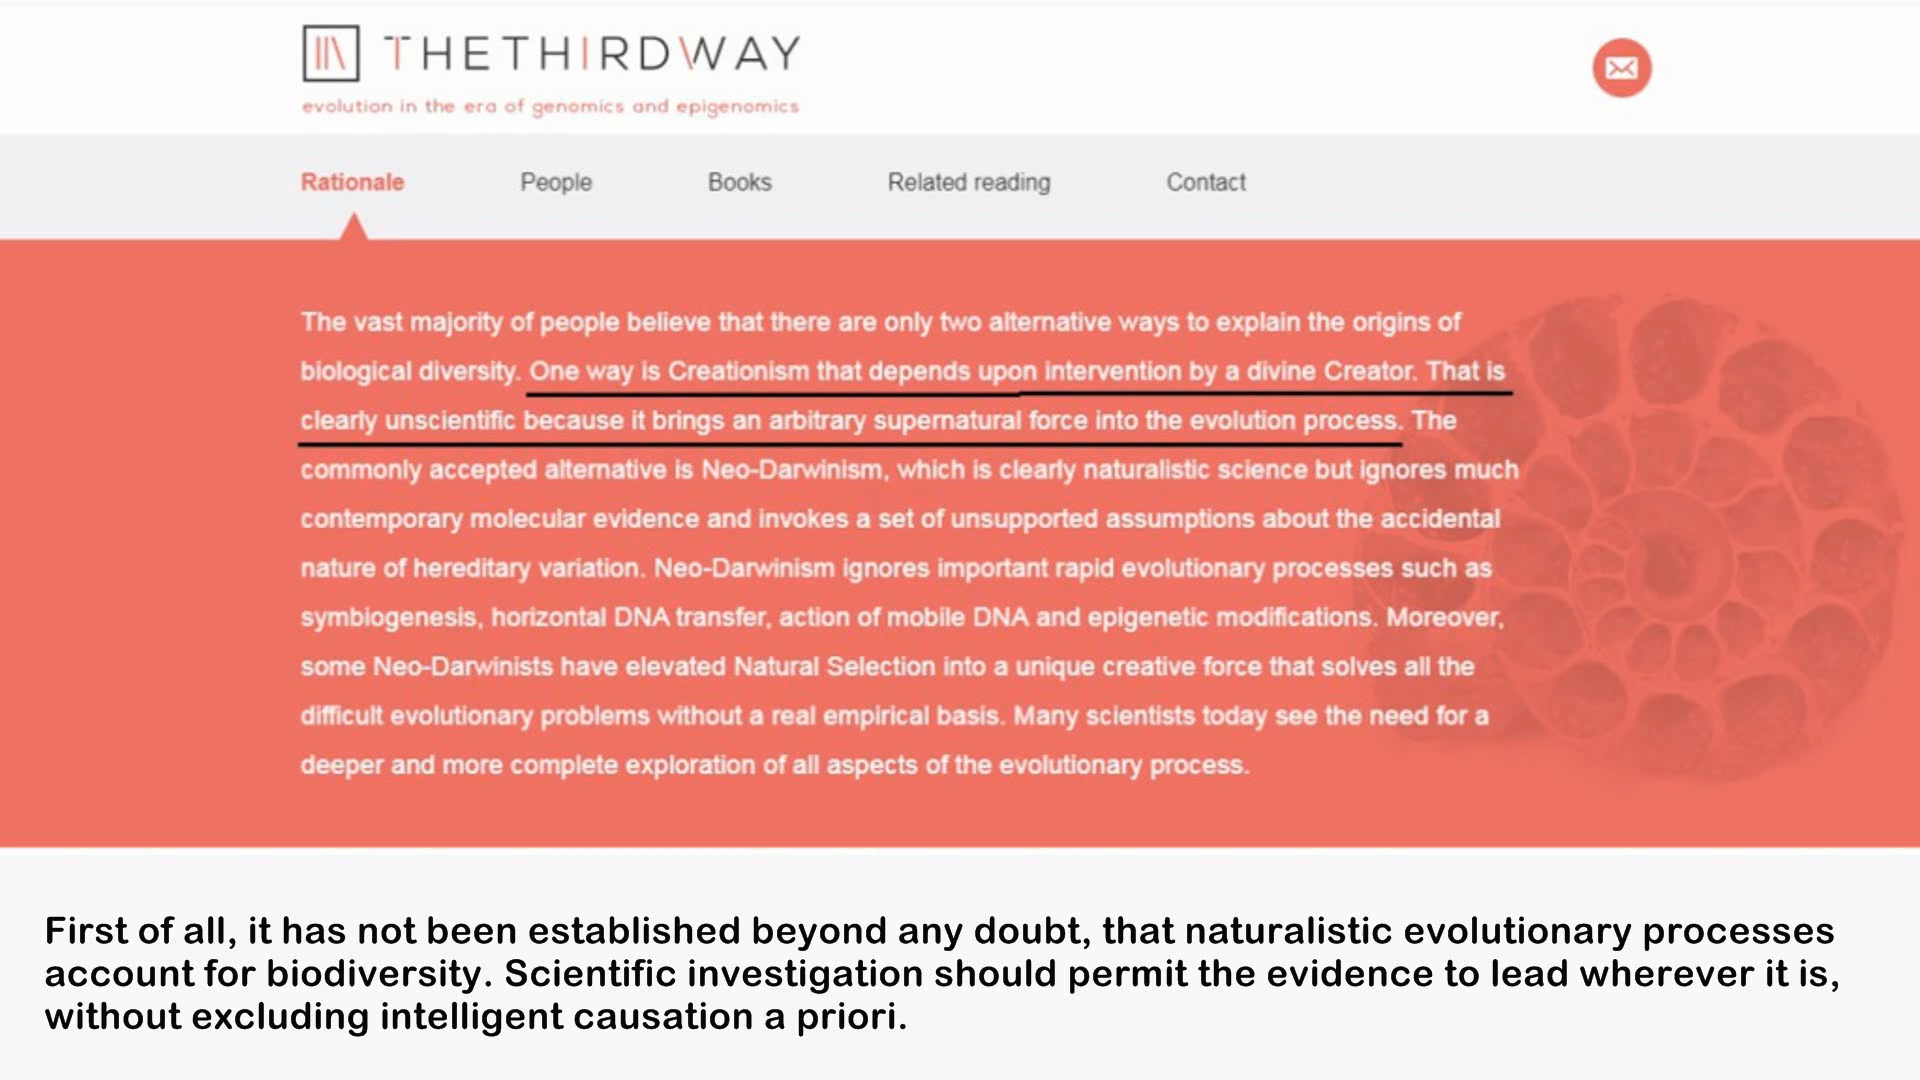 THETHIRDWAY
evolution in the era of genomics and epigenomics
Rationale People Books Related reading Contact
The vast majority of people believe that there are only two alternative ways to explain the origins of
biological diversity. One way is Creationism that depends upon intervention by a divine Creator. That is
clearly unscientific because it brings an arbitrary supernatural force into the evolution process. The
commonly accepted alternative is Neo-Darwinism, which is clearly naturalistic science but ignores much
contemporary molecular evidence and invokes a set of unsupported assumptions about the accidental
nature of hereditary variation. Neo-Darwinism ignores important rapid evolutionary processes such as
symbiogenesis, horizontal DNA transfer, action of mobile DNA and epigenetic modifications. Moreover,
some Neo-Darwinists have elevated Natural Selection into a unique creative force that solves all the
difficult evolutionary problems without a real empirical basis. Many scientists today see the need for a
deeper and more complete exploration of all aspects of the evolutionary process.
First of all, it has not been established beyond any doubt, that naturalistic evolutionary processes
account for biodiversity. Scientific investigation should permit the evidence to lead wherever it is,
without excluding intelligent causation a priori.